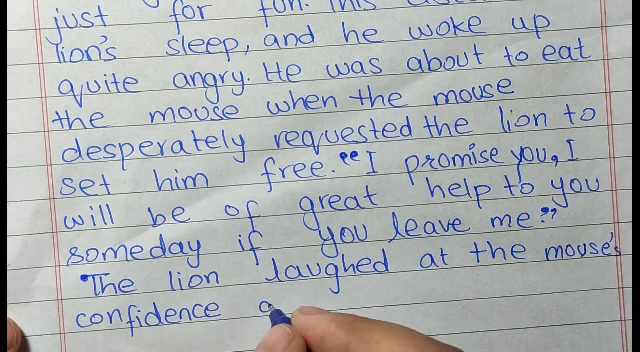 just for fun. This
lion's sleep, and he woke up
quite angry. He was about to eat
the mouse when the mouse
desperately requested the lion to
set him free. "I promise you, I
will be of great help to you
someday if you leave me."
The lion laughed at the mouse's
confidence a